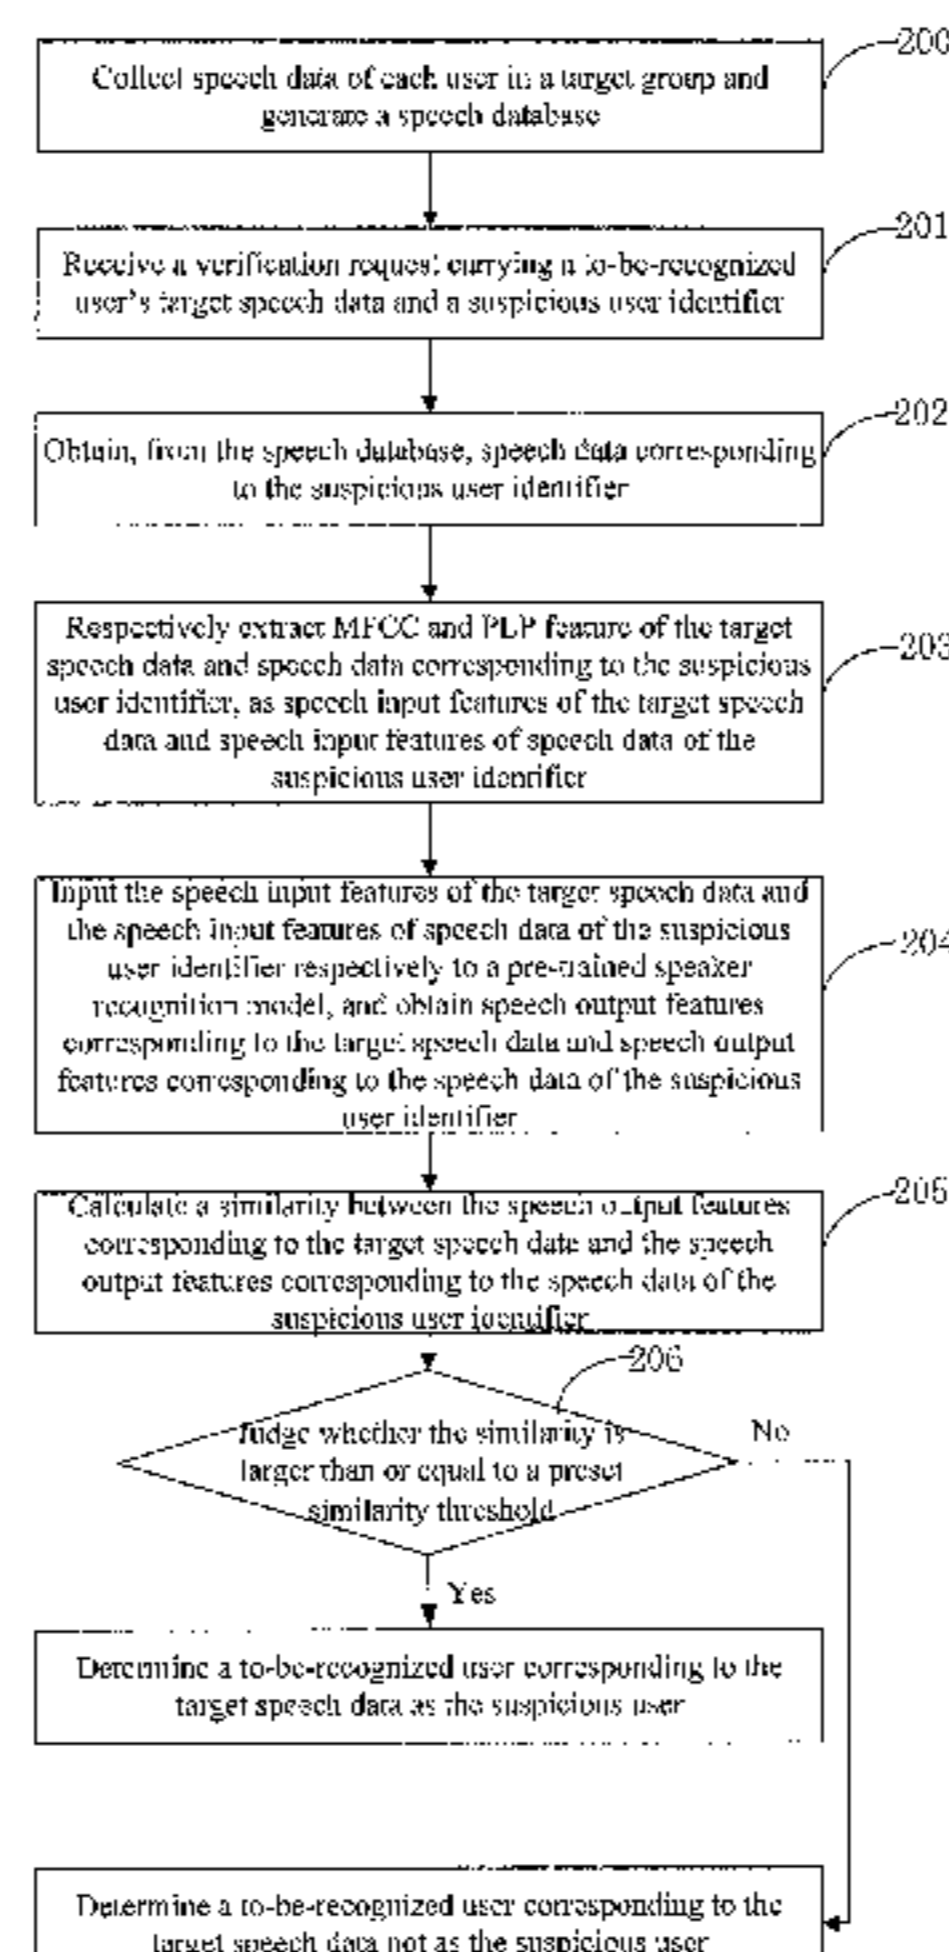 200
Collect speech data of each user in a target group and
generate a speech database
201
Receive a verification request carrying a to-be-recognized
user's target speech data and a suspicious user identifier
202
Obtain, from the speech database, speech data corresponding
to the suspicious user identifier
203
Respectively extract MFCC and PLP feature of the target
speech data and speech data corresponding to the suspicious
user identifier, as speech input features of the target speech
data and speech input features of speech data of the
suspicious user identifier
204
Input the speech input features of the target speech data and
the speech input features of speech data of the suspicious
user identifier respectively to a pre-trained speaker
recognition model, and obtain speech output features
corresponding to the target speech data and speech output
features corresponding to the speech data of the suspicious
user identifier
205
Calculate a similarity between the speech output features
corresponding to the target speech data and the speech
output features corresponding to the speech data of the
suspicious user identifier
206
Judge whether the similarity is
larger than or equal to a preset
similarity threshold
No
Yes
Determine a to-be-recognized user corresponding to the
target speech data as the suspicious user
Determine a to-be-recognized user corresponding to the
target speech data not as the suspicious user